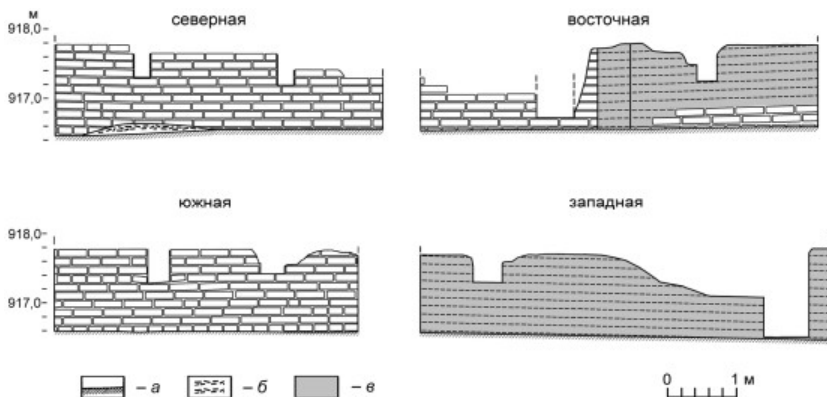 северная
восточная
м
918,0
917,0
южная
западная
918,0
917,0
– а
– б
– в
0 1 м